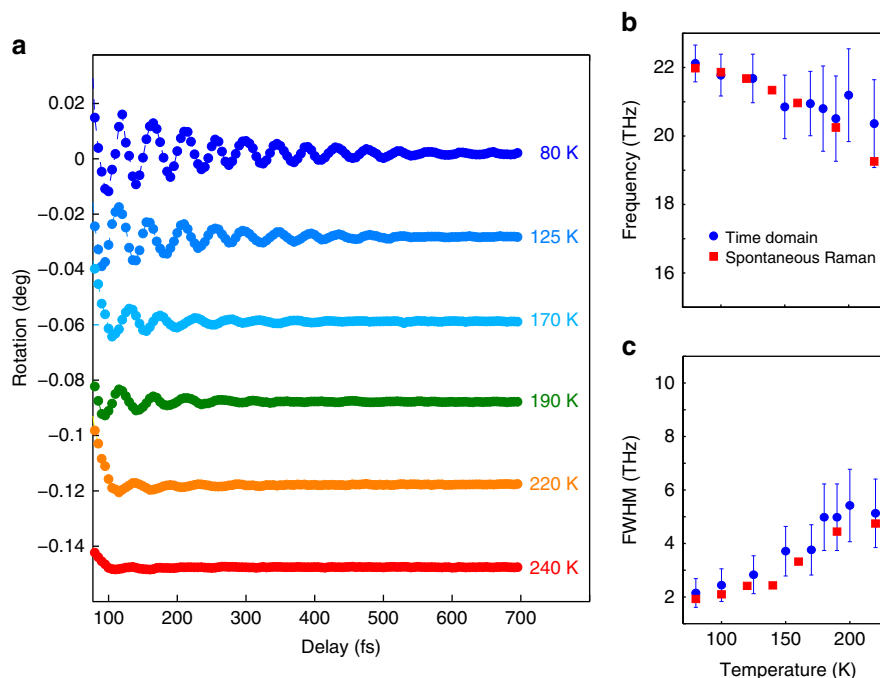 a
0.02
0
−0.02
−0.04
−0.06
−0.08
−0.1
−0.12
−0.14
Rotation (deg)
80 K
125 K
170 K
190 K
220 K
240 K
100 200 300 400 500 600 700
Delay (fs)
b
22
20
18
16
Frequency (THz)
Time domain
Spontaneous Raman
c
10
8
6
4
2
FWHM (THz)
100 150 200
Temperature (K)